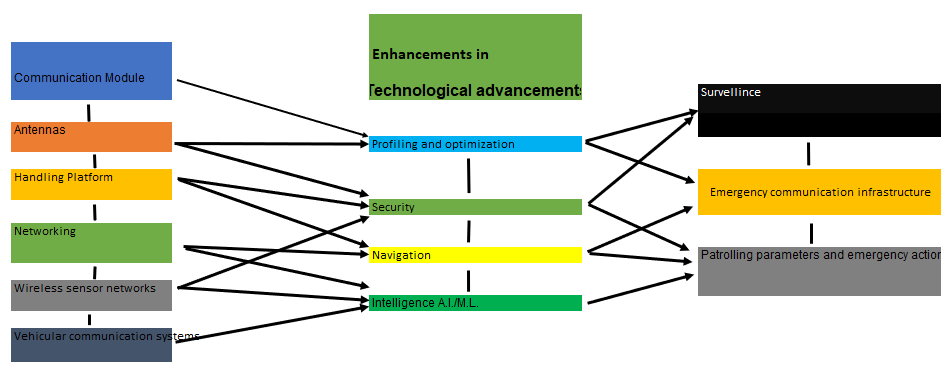 Communication Module
Antennas
Handling Platform
Networking
Wireless sensor networks
Vehicular communication systems
Enhancements in
Technological advancements
Profiling and optimization
Security
Navigation
Intelligence A.I./M.L.
Survellince
Emergency communication infrastructure
Patrolling parameters and emergency action